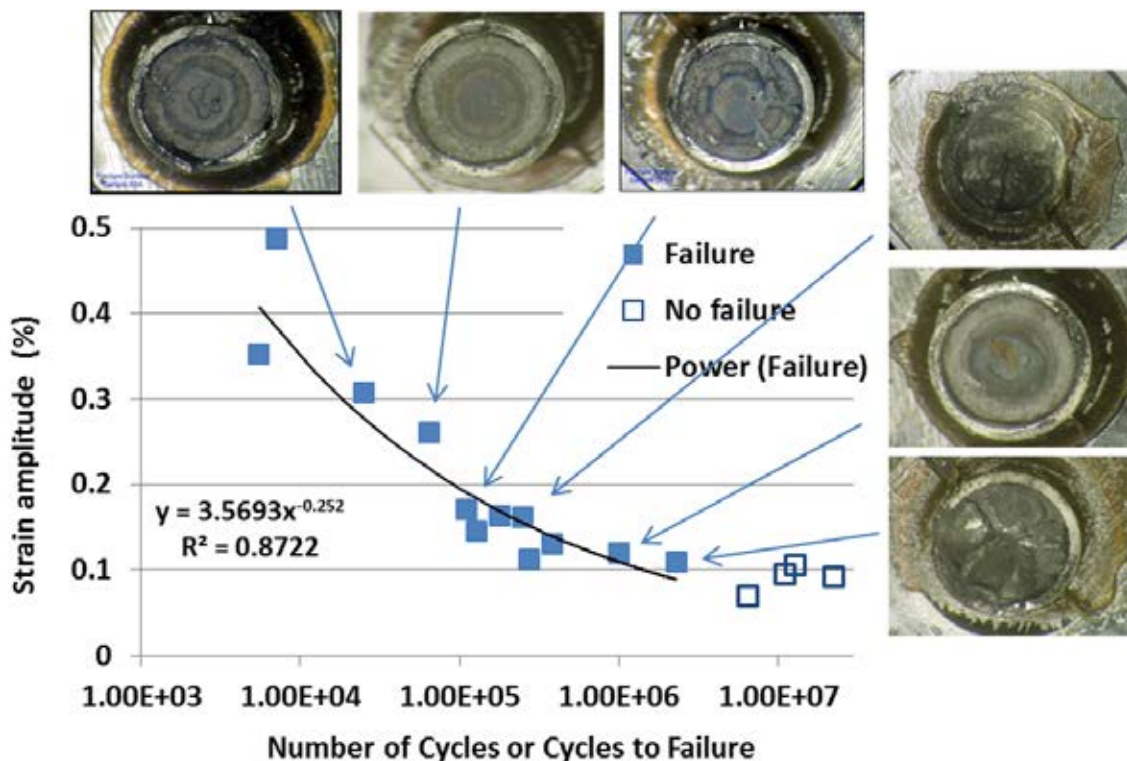 0.5
0.4
0.3
0.2
0.1
0
Strain amplitude (%)
Failure
No failure
Power (Failure)
y = 3.5693x^-0.252
R² = 0.8722
1.00E+03 1.00E+04 1.00E+05 1.00E+06 1.00E+07
Number of Cycles or Cycles to Failure